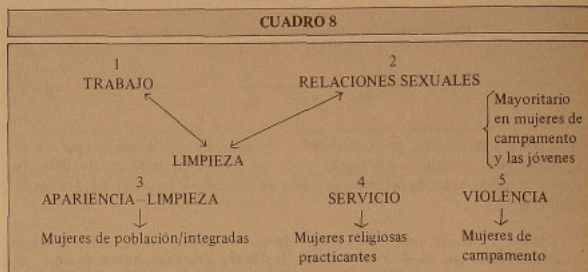 CUADRO 8
1
TRABAJO
2
RELACIONES SEXUALES
Mayoritario
en mujeres de
campamento
y las jóvenes
LIMPIEZA
3
APARIENCIA—LIMPIEZA
Mujeres de población/integradas
4
SERVICIO
Mujeres religiosas
practicantes
5
VIOLENCIA
Mujeres de
campamento